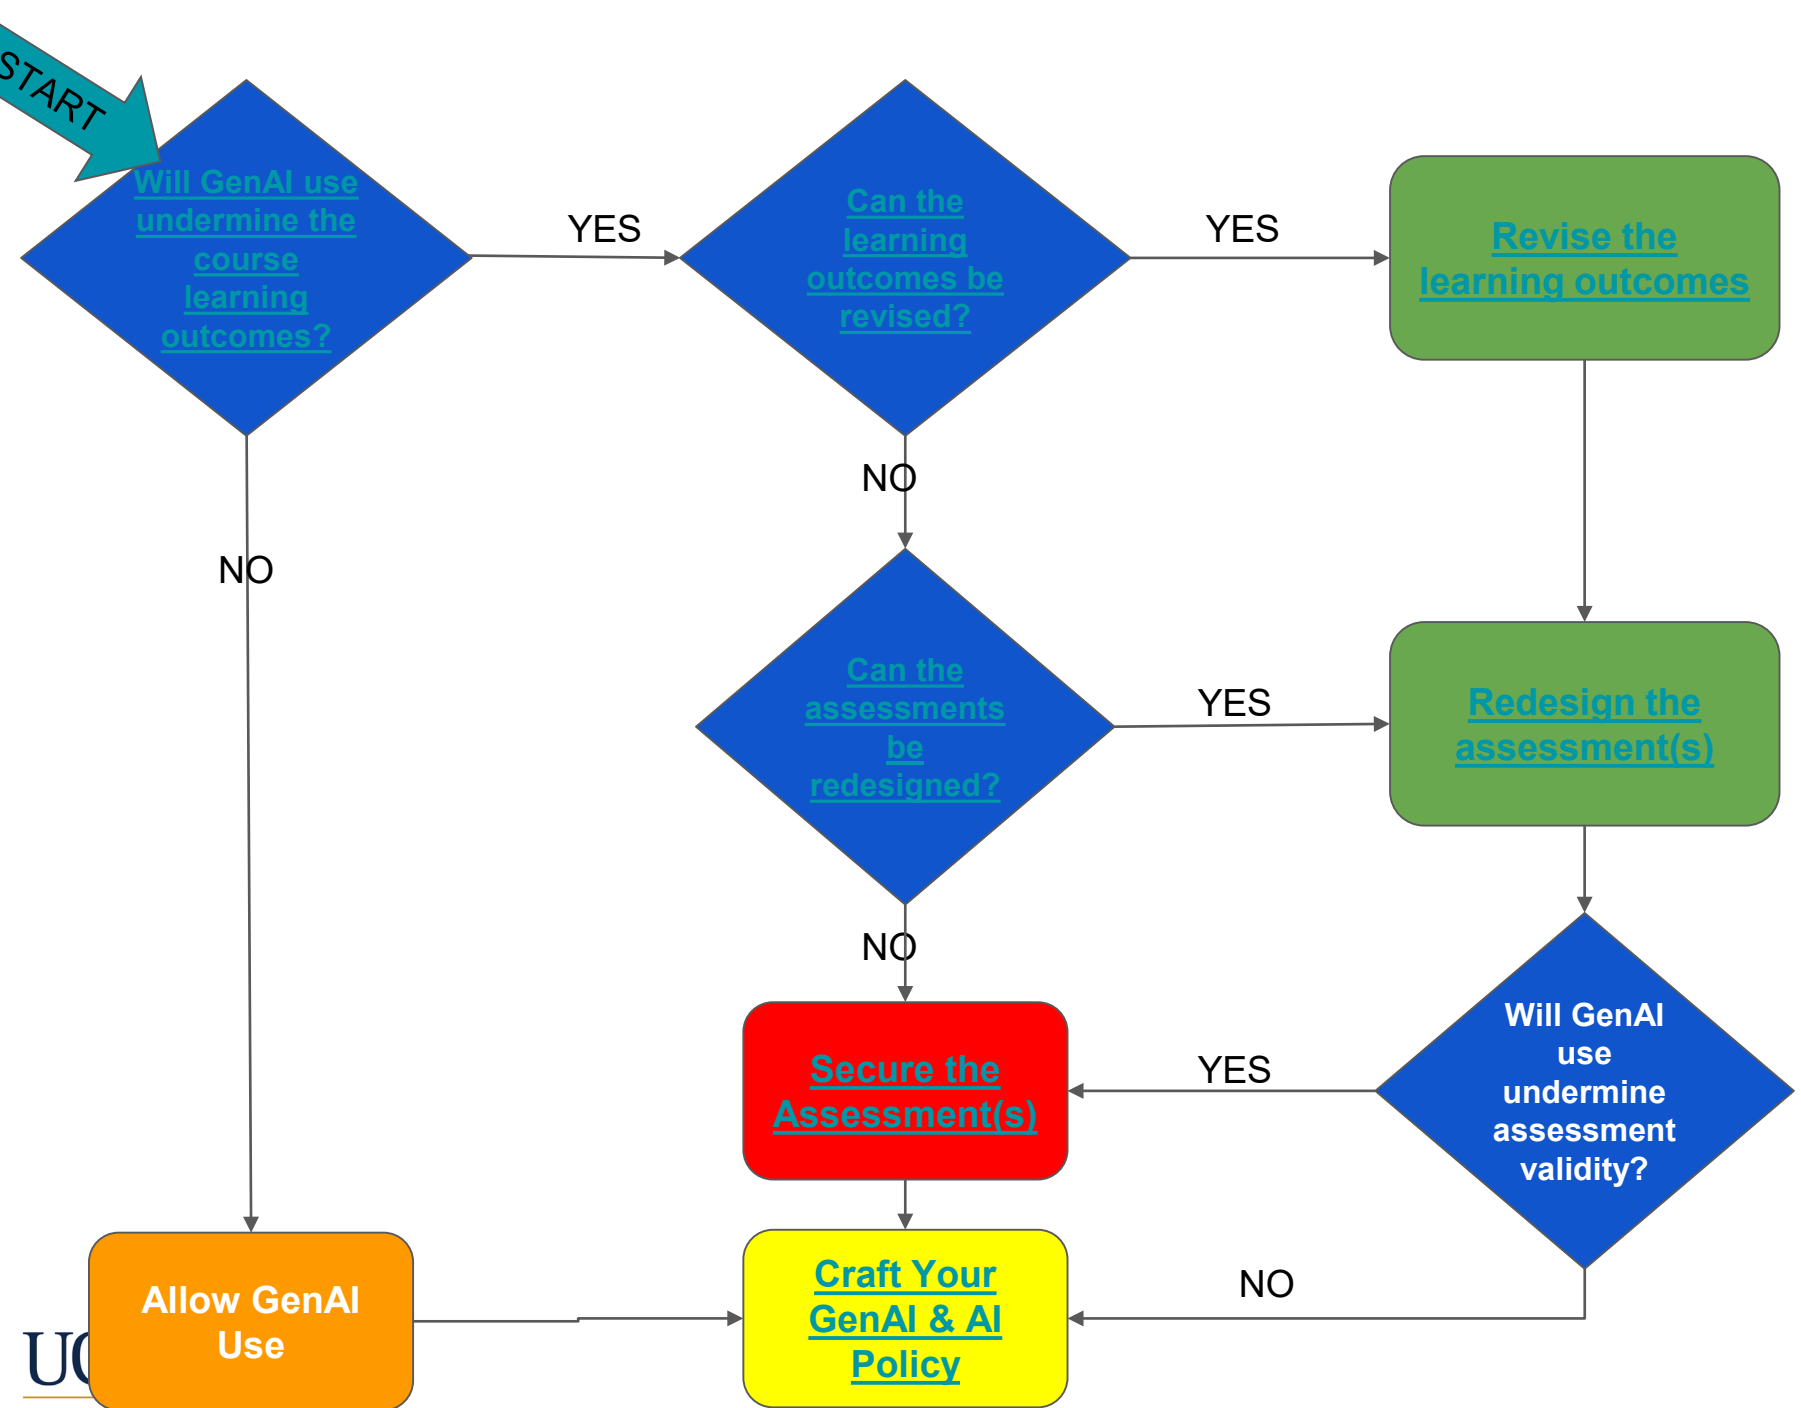 START
Will GenAI use
undermine the
course
learning
outcomes?
YES
Can the
learning
outcomes be
revised?
YES
Revise the
learning outcomes
NO
NO
Can the
assessments
be
redesigned?
YES
Redesign the
assessment(s)
NO
Secure the
Assessment(s)
YES
Will GenAI
use
undermine
assessment
validity?
Allow GenAI
Use
Craft Your
GenAI & AI
Policy
NO